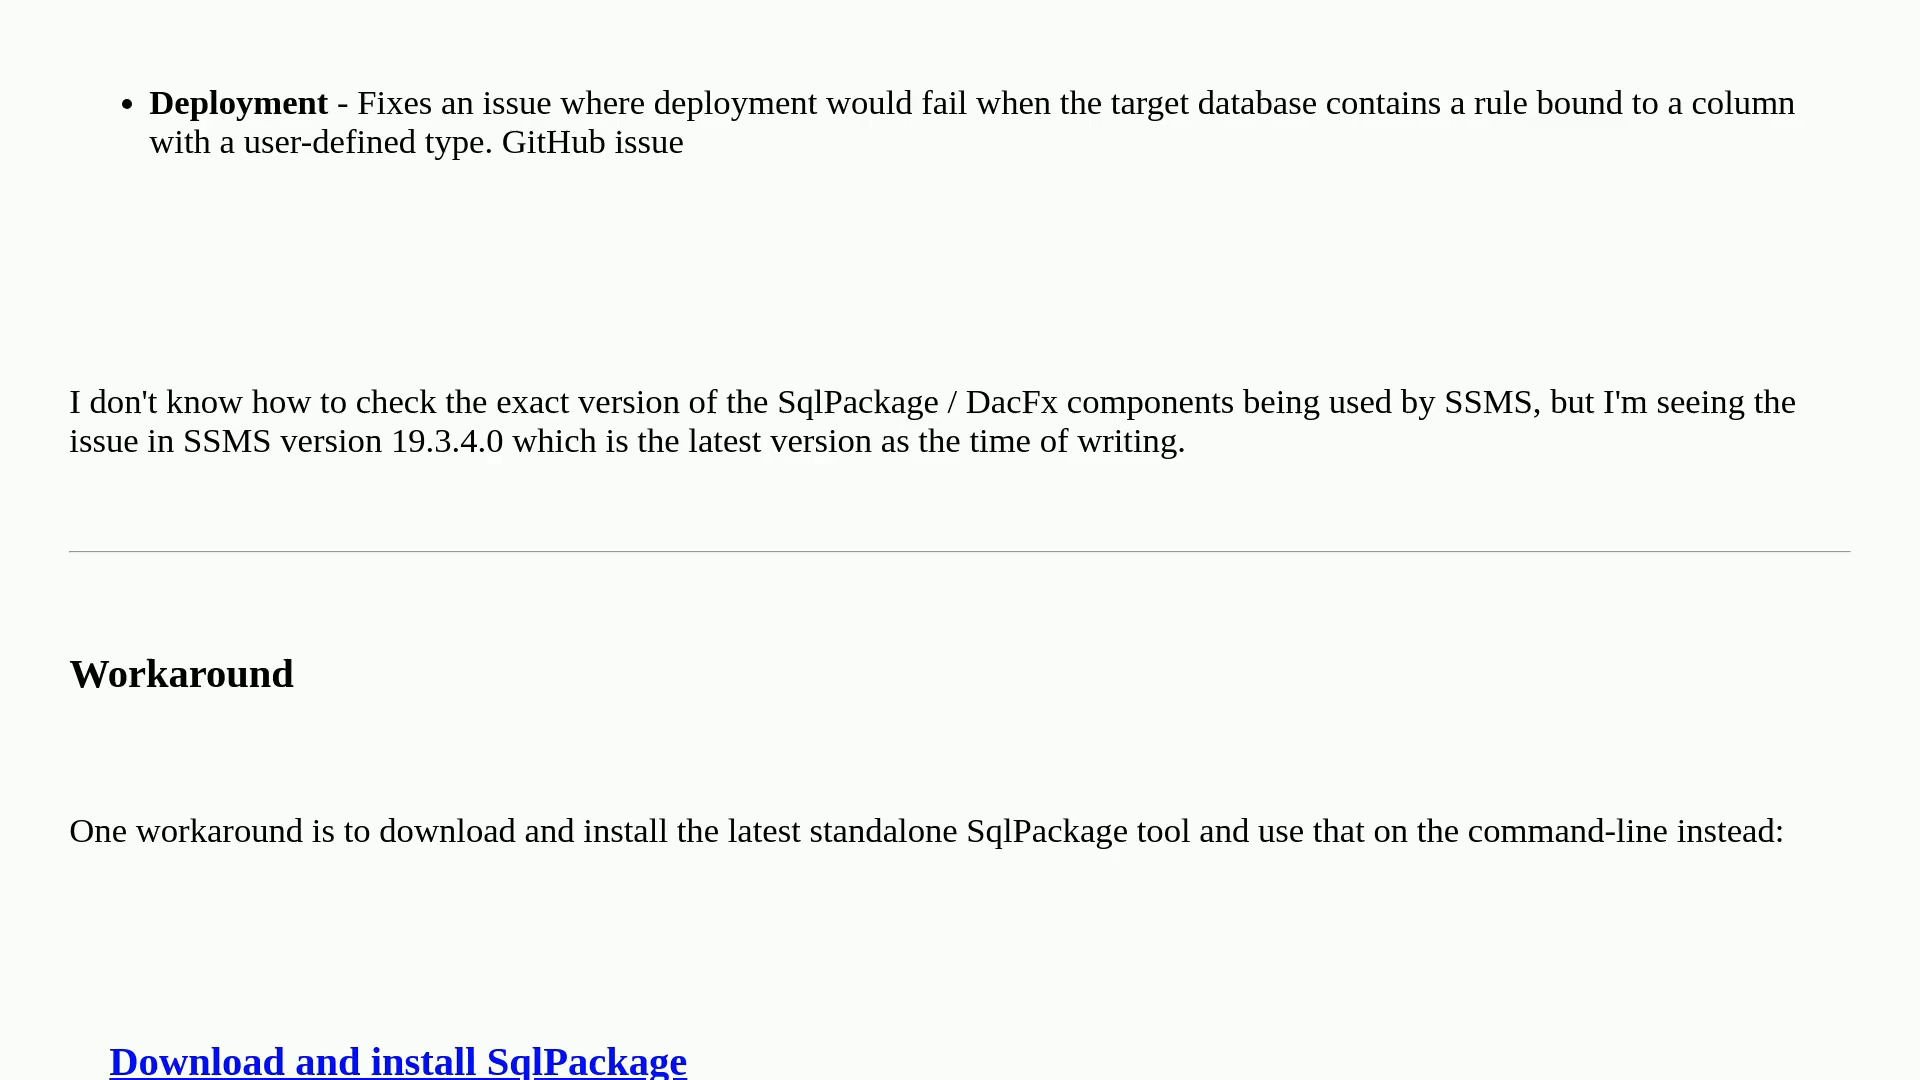 Deployment - Fixes an issue where deployment would fail when the target database contains a rule bound to a column
with a user-defined type. GitHub issue
I don't know how to check the exact version of the SqlPackage / DacFx components being used by SSMS, but I'm seeing the
issue in SSMS version 19.3.4.0 which is the latest version as the time of writing.
Workaround
One workaround is to download and install the latest standalone SqlPackage tool and use that on the command-line instead:
Download and install SqlPackage